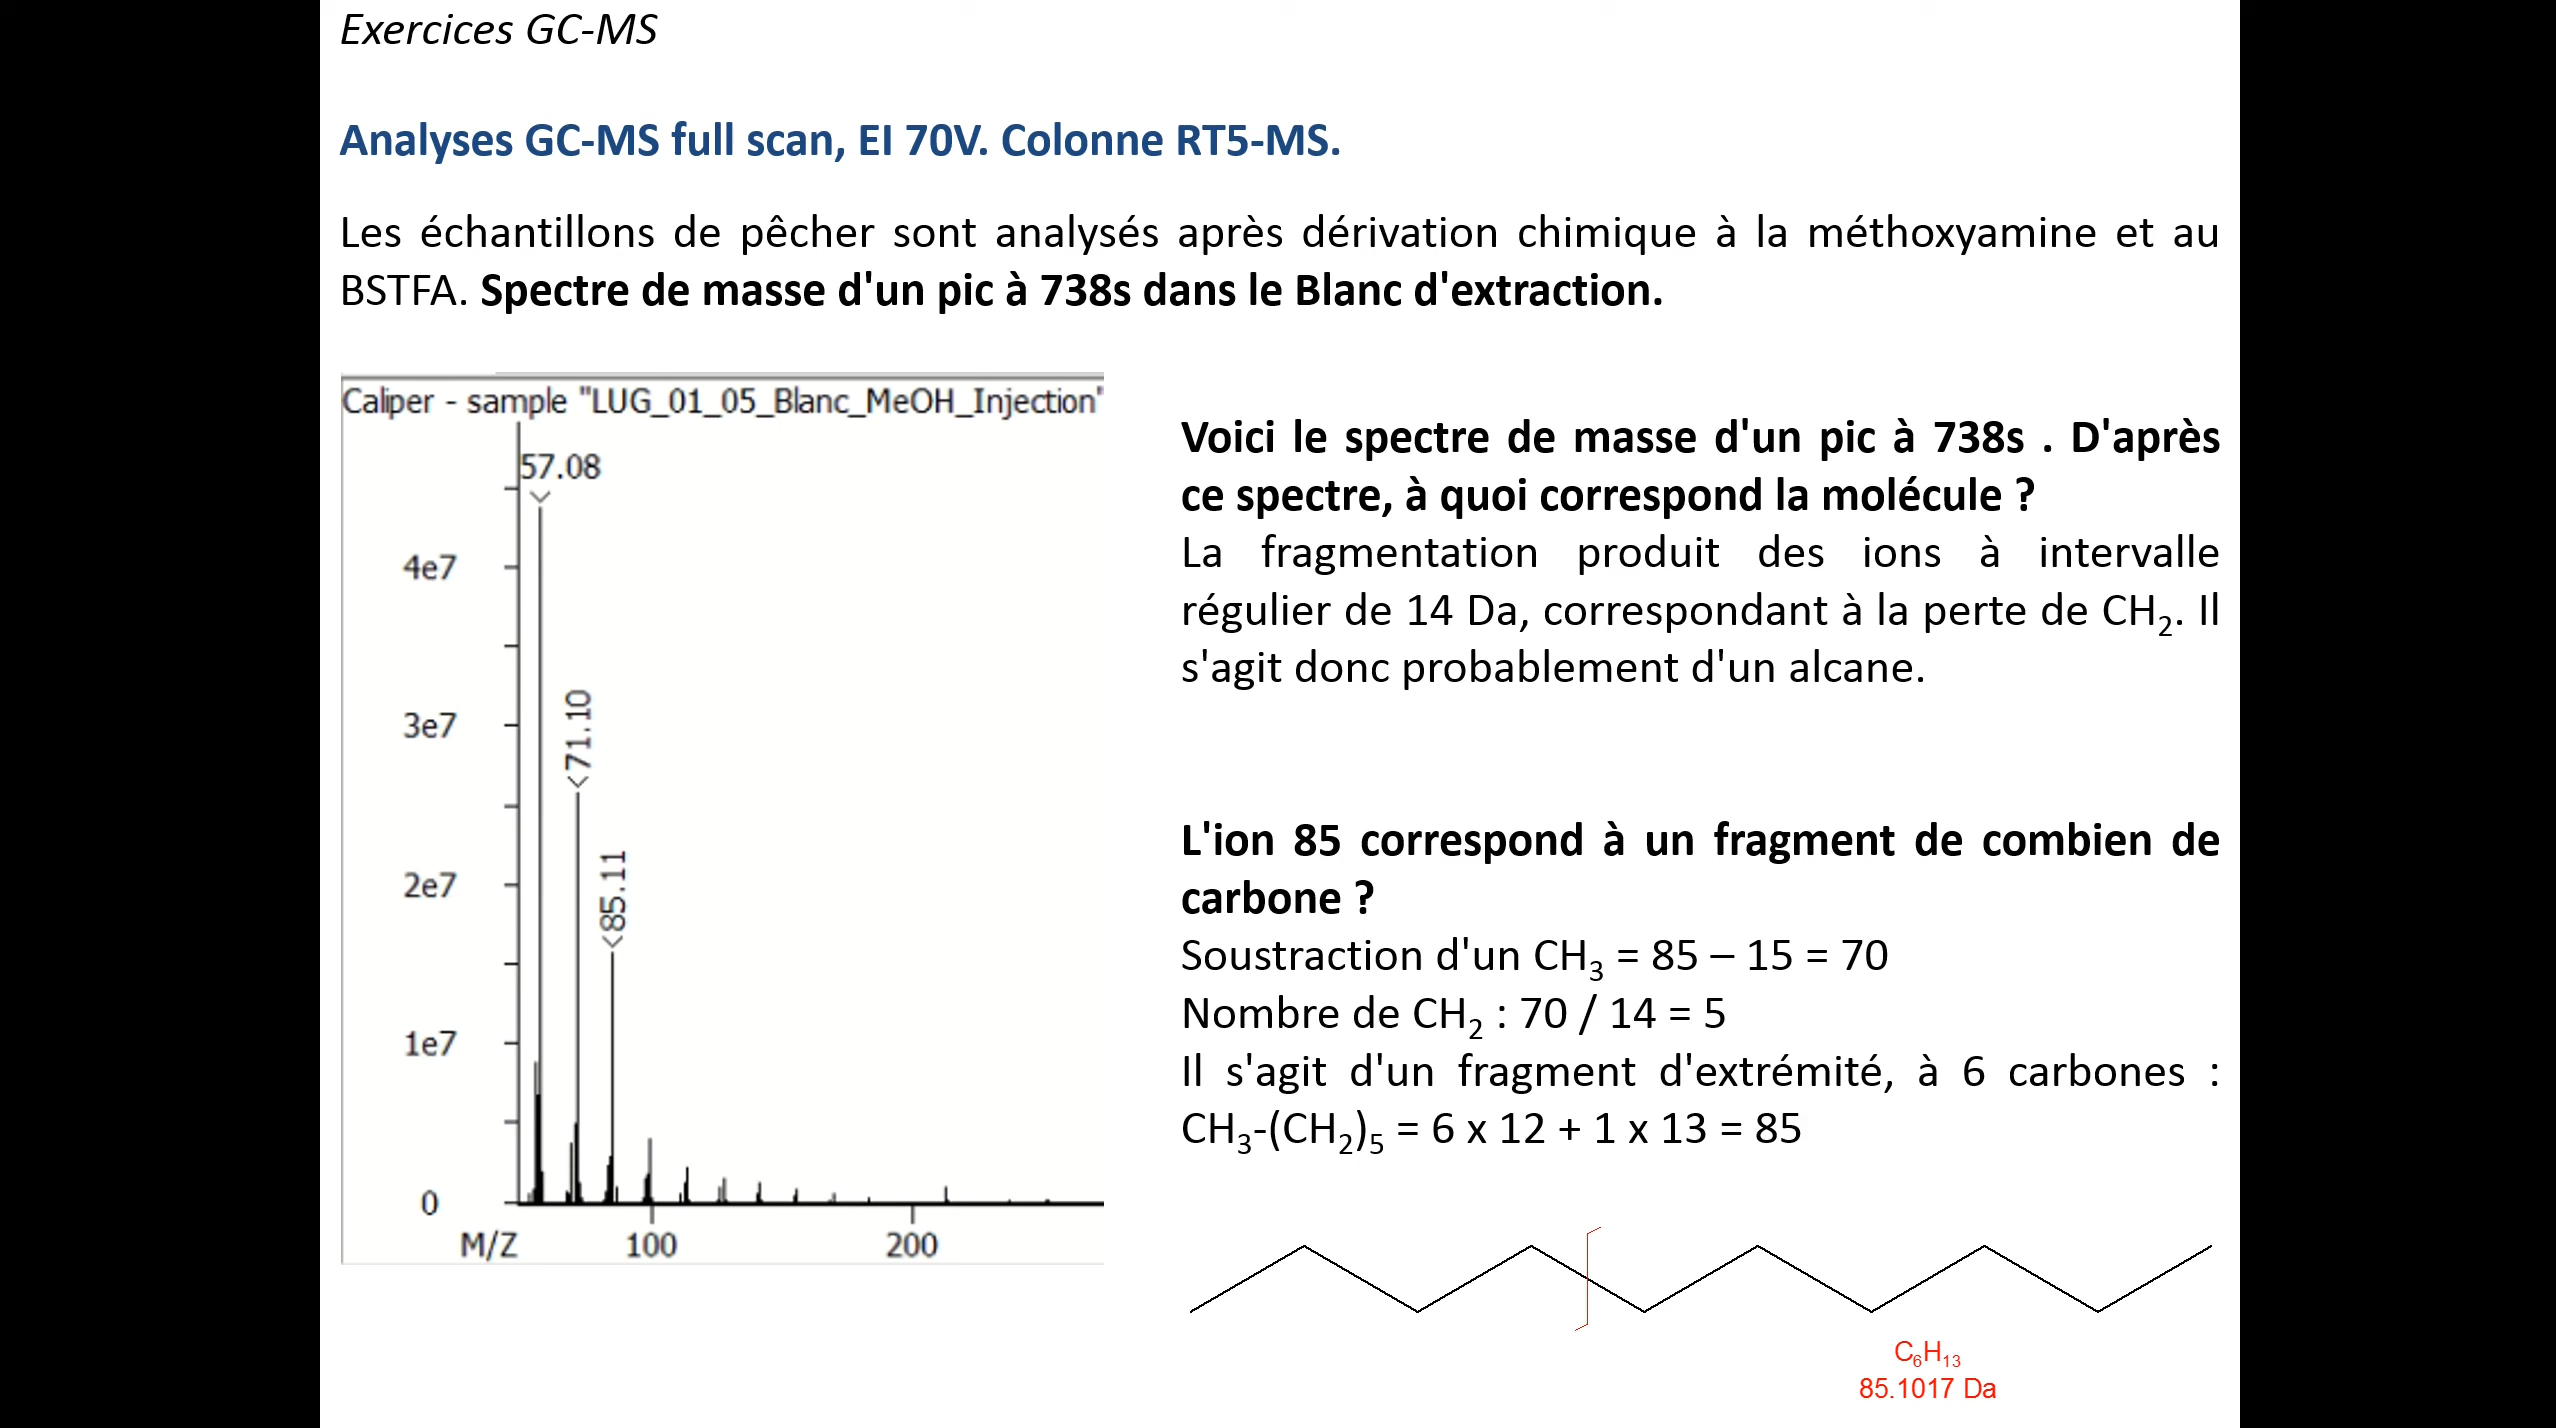 Exercices GC-MS
Analyses GC-MS full scan, EI 70V. Colonne RT5-MS.
Les échantillons de pêcher sont analysés après dérivation chimique à la méthoxyamine et au
BSTFA. Spectre de masse d'un pic à 738s dans le Blanc d'extraction.
Caliper - sample "LUG_01_05_Blanc_MeOH_Injection"
57.08
4e7
71.10
3e7
85.11
2e7
1e7
0
M/Z 100 200
Voici le spectre de masse d'un pic à 738s . D'après
ce spectre, à quoi correspond la molécule ?
La fragmentation produit des ions à intervalle
régulier de 14 Da, correspondant à la perte de CH₂. Il
s'agit donc probablement d'un alcane.
L'ion 85 correspond à un fragment de combien de
carbone ?
Soustraction d'un CH₃ = 85 – 15 = 70
Nombre de CH₂ : 70 / 14 = 5
Il s'agit d'un fragment d'extrémité, à 6 carbones :
CH₃-(CH₂)₅ = 6 x 12 + 1 x 13 = 85
C₆H₁₃
85.1017 Da